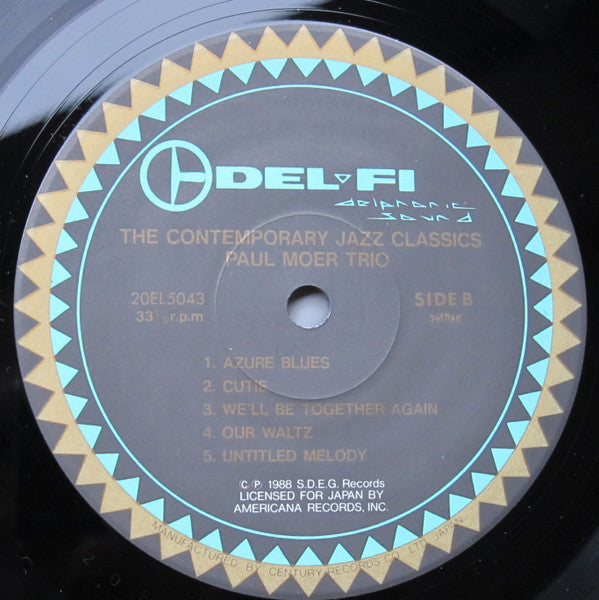 DEL-FI
delphonic
sound
THE CONTEMPORARY JAZZ CLASSICS
PAUL MOER TRIO
20EL5043
SIDE B
33⅓ r.p.m
1. AZURE BLUES
2. CUTIE
3. WE'LL BE TOGETHER AGAIN
4. OUR WALTZ
5. UNTITLED MELODY
Ⓒ Ⓟ 1988 S.D.E.G. Records
LICENSED FOR JAPAN BY
AMERICANA RECORDS, INC.
MANUFACTURED BY CENTURY RECORDS CO. LTD. JAPAN.